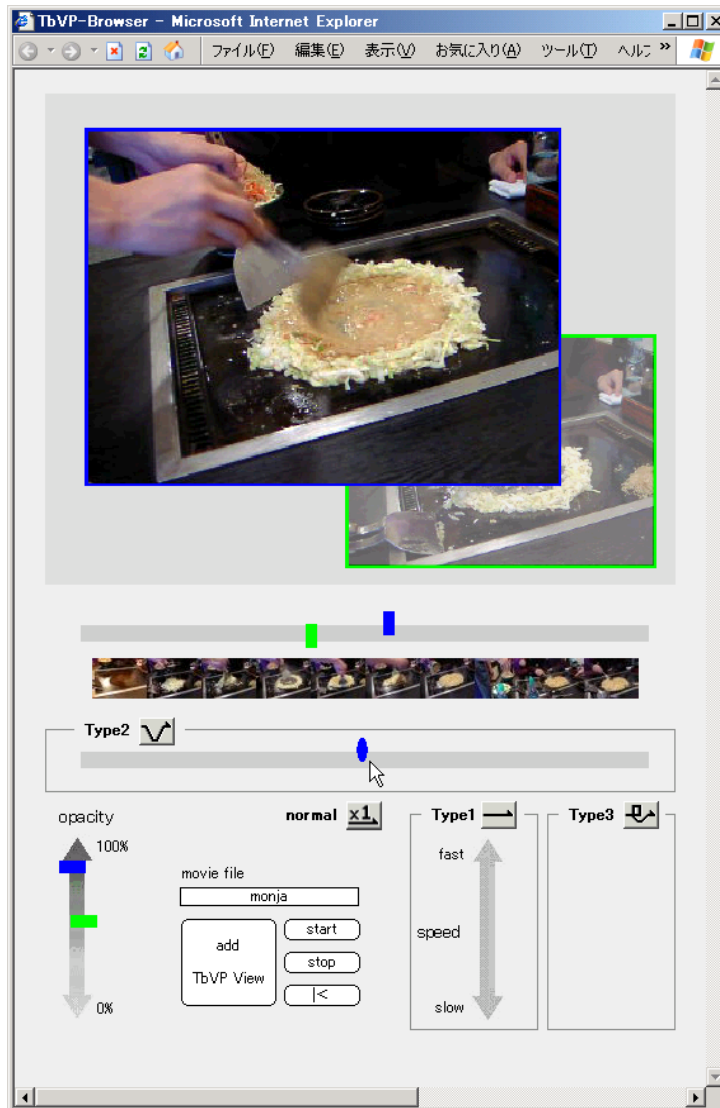 TbVP-Browser - Microsoft Internet Explorer
ファイル(F) 編集(E) 表示(V) お気に入り(A) ツール(T) ヘルプ »
Type2
opacity
100%
0%
normal x1
movie file
monja
add
TbVP View
start
stop
|<
Type1
fast
speed
slow
Type3